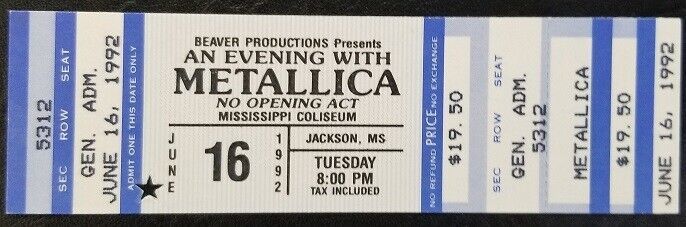 5312
SEC ROW SEAT
GEN. ADM.
JUNE 16, 1992
ADMIT ONE THIS DATE ONLY
BEAVER PRODUCTIONS Presents
AN EVENING WITH
METALLICA
NO OPENING ACT
MISSISSIPPI COLISEUM
JUNE
16
1992
JACKSON, MS
TUESDAY
8:00 PM
TAX INCLUDED
NO REFUND PRICE NO EXCHANGE
$19.50
SEC ROW SEAT
GEN. ADM.
5312
METALLICA
$19.50
JUNE 16, 1992